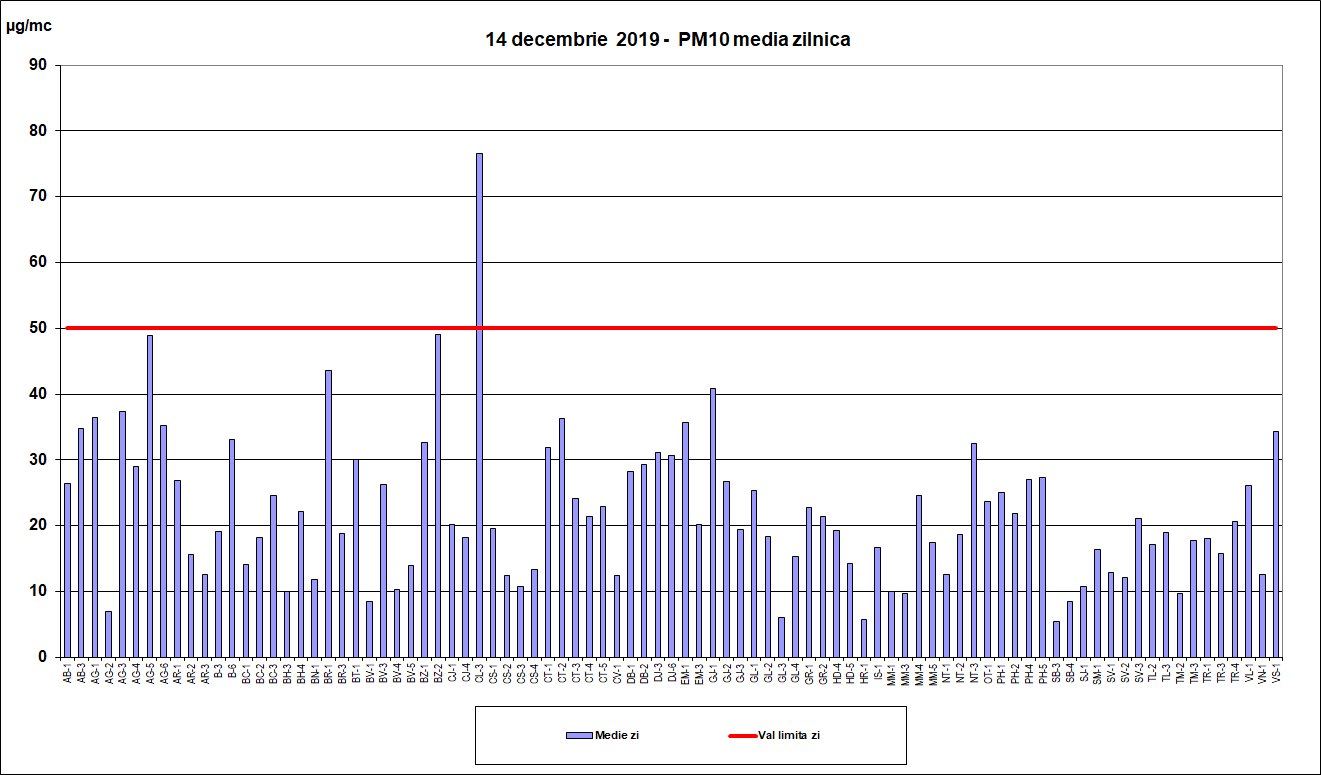 µg/mc
14 decembrie 2019 - PM10 media zilnica
90
80
70
60
50
40
30
20
10
0
AB-1 AB-3 AG-1 AG-2 AG-3 AG-4 AG-5 AG-6 AR-1 AR-2 AR-3 B-3 B-6 BC-1 BC-2 BC-3 BH-3 BH-4 BN-1 BR-1 BR-3 BT-1 BV-1 BV-3 BV-4 BV-5 BZ-1 BZ-2 CJ-1 CJ-4 CL-3 CS-1 CS-2 CS-3 CS-4 CT-1 CT-2 CT-3 CT-4 CT-5 CV-1 DB-1 DB-2 DJ-3 DJ-6 EM-1 EM-3 GJ-1 GJ-2 GJ-3 GL-1 GL-2 GL-3 GL-4 GR-1 GR-2 HD-4 HD-5 HR-1 IS-1 MM-1 MM-3 MM-4 MM-5 NT-1 NT-2 NT-3 OT-1 PH-1 PH-2 PH-4 PH-5 SB-3 SB-4 SJ-1 SM-1 SV-1 SV-2 SV-3 TL-2 TL-3 TM-2 TM-3 TR-1 TR-3 TR-4 VL-1 VN-1 VS-1
Medie zi Val limita zi